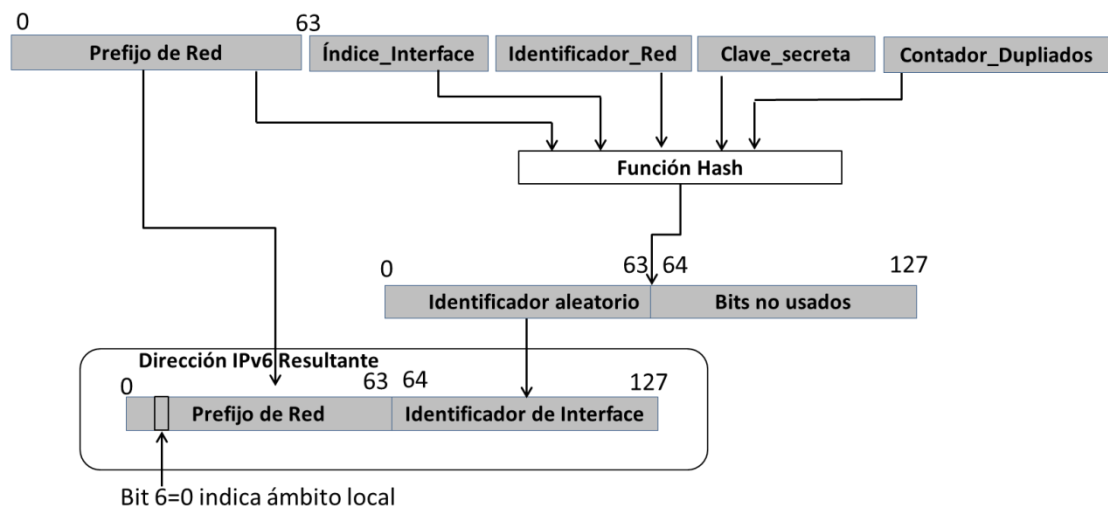 0
63
Prefijo de Red
Índice_Interface
Identificador_Red
Clave_secreta
Contador_Dupliados
Función Hash
0
63
64
127
Identificador aleatorio
Bits no usados
Dirección IPv6 Resultante
0
63
64
127
Prefijo de Red
Identificador de Interface
Bit 6=0 indica ámbito local